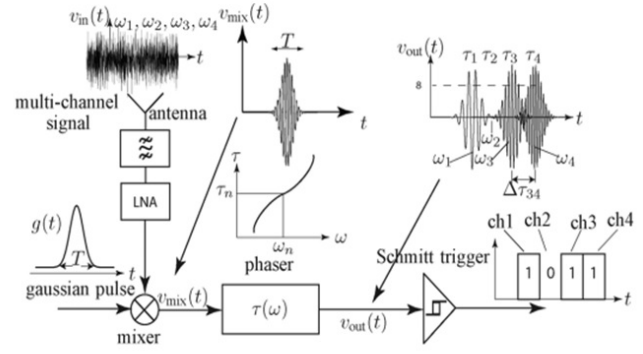 v_in(t) ω1, ω2, ω3, ω4
t
multi-channel
signal
antenna
LNA
g(t)
T
t
gaussian pulse
mixer
v_mix(t)
T
t
τ
τn
ωn
ω
phaser
v_mix(t)
τ(ω)
v_out(t)
v_out(t)
τ1 τ2 τ3 τ4
8
t
ω1
ω2
ω3
ω4
Δτ34
Schmitt trigger
ch1 ch2 ch3 ch4
1 0 1 1
t